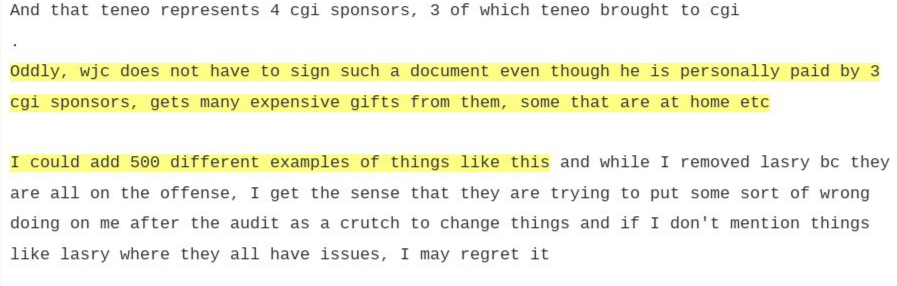 And that teneo represents 4 cgi sponsors, 3 of which teneo brought to cgi
.
Oddly, wjc does not have to sign such a document even though he is personally paid by 3
cgi sponsors, gets many expensive gifts from them, some that are at home etc
I could add 500 different examples of things like this and while I removed lasry bc they
are all on the offense, I get the sense that they are trying to put some sort of wrong
doing on me after the audit as a crutch to change things and if I don't mention things
like lasry where they all have issues, I may regret it